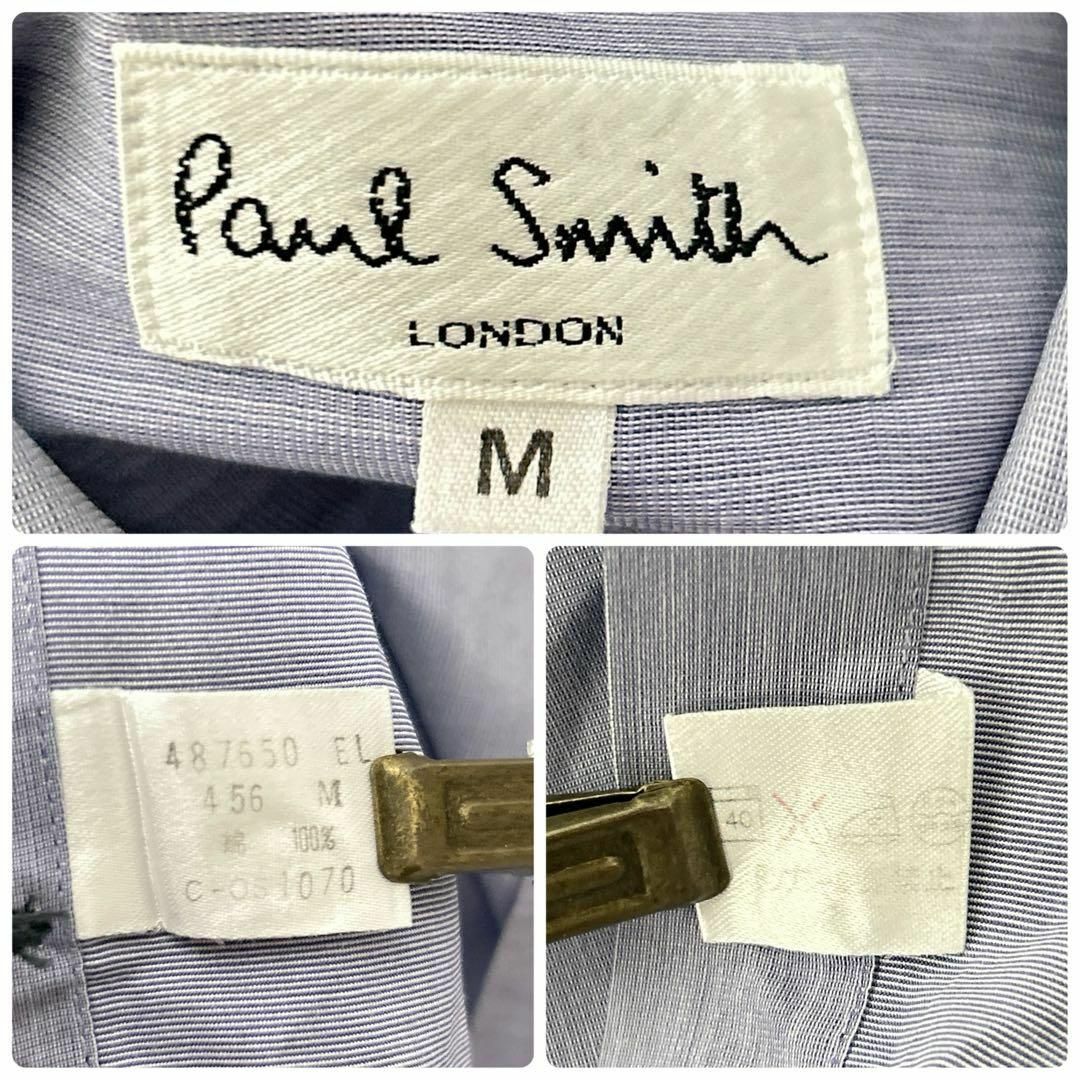 Paul Smith
LONDON
M
487650 EL
456 M
綿 100%
40